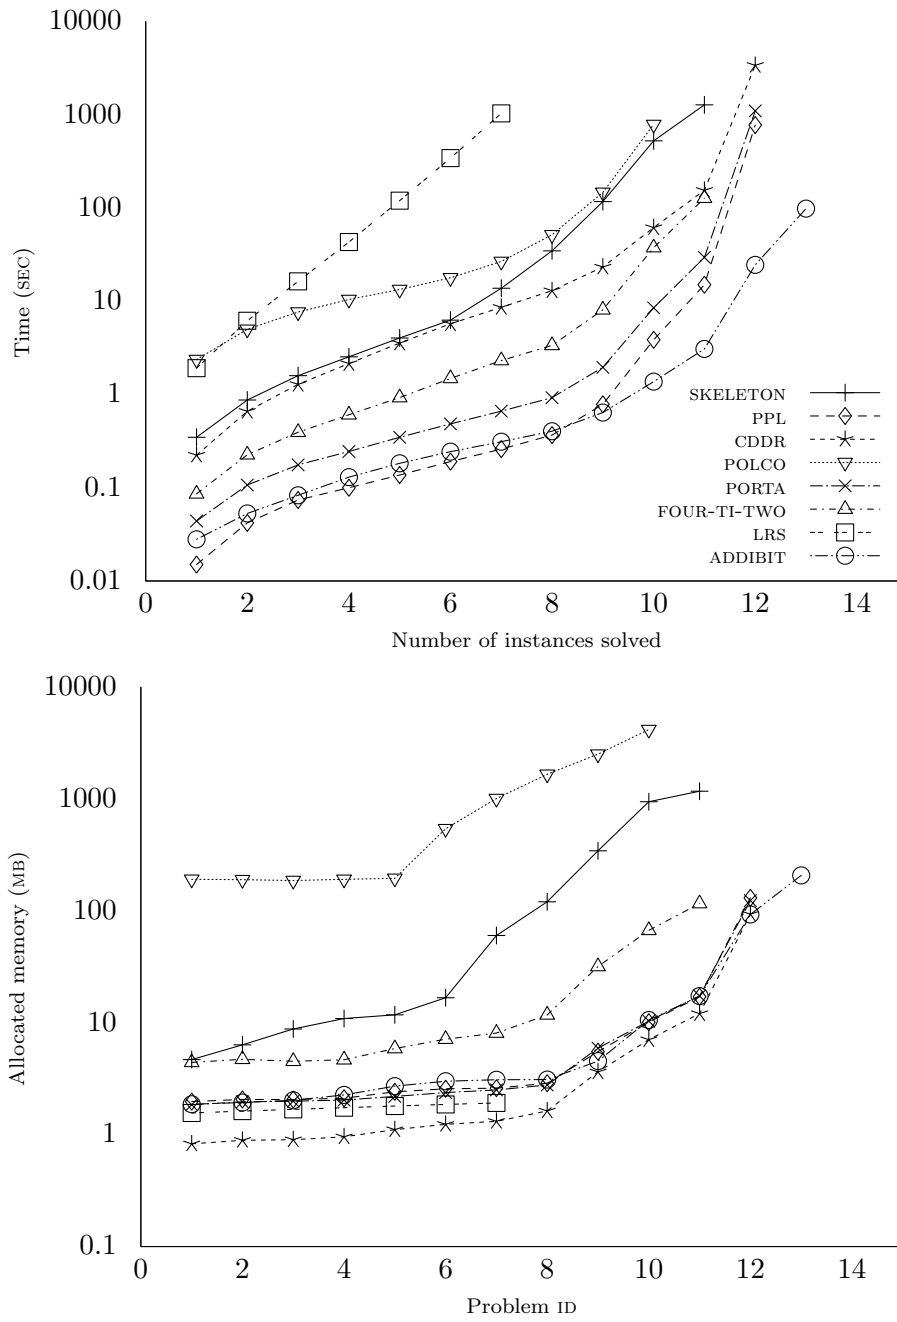 10000
1000
100
10
1
0.1
0.01
Time (SEC)
SKELETON
PPL
CDDR
POLCO
PORTA
FOUR-TI-TWO
LRS
ADDIBIT
0 2 4 6 8 10 12 14
Number of instances solved
10000
1000
100
10
1
0.1
Allocated memory (MB)
0 2 4 6 8 10 12 14
Problem ID